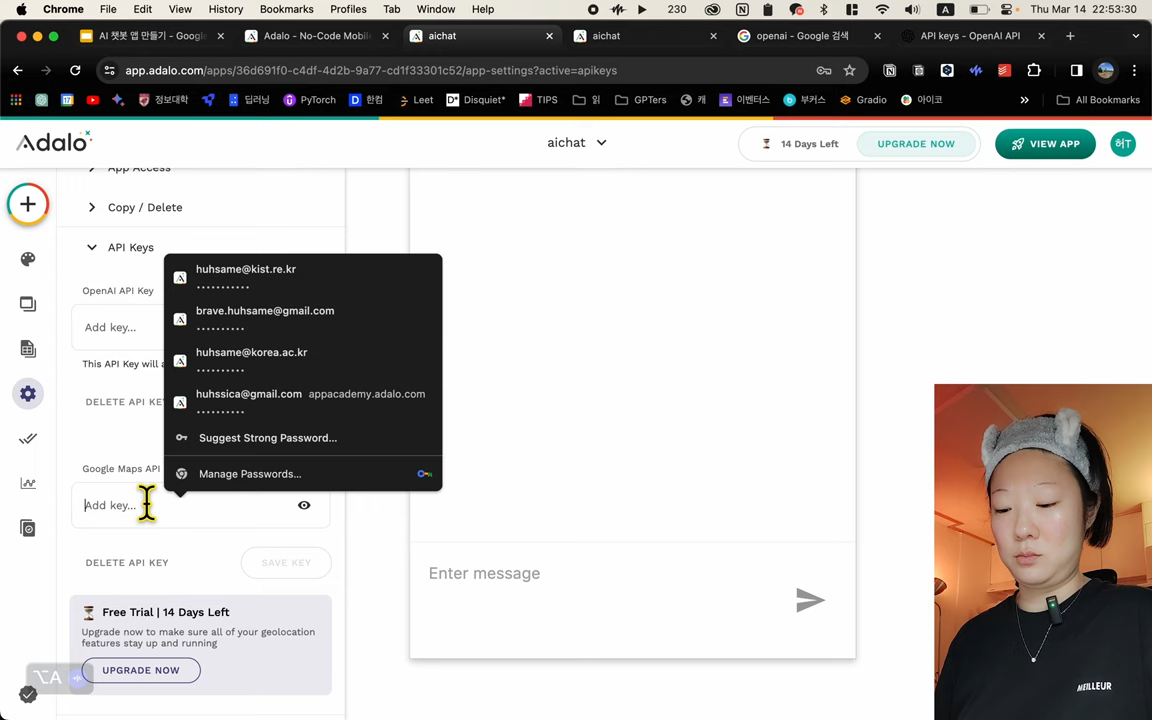 Chrome File Edit View History Bookmarks Profiles Tab Window Help 230 A Thu Mar 14 22:53:30
AI 챗봇 앱 만들기 - Google
Adalo - No-Code Mobile
aichat
aichat
openai - Google 검색
API keys - OpenAI API
app.adalo.com/apps/36d691f0-c4df-4d2b-9a77-cd1f33301c52/app-settings?active=apikeys
정보대학 딥러닝 PyTorch D 한컴 Leet D* Disquiet* TIPS 읽 GPTers 캐 이벤터스 부커스 Gradio 아이코 » All Bookmarks
Adalo
aichat
14 Days Left
UPGRADE NOW
VIEW APP
허T
App Access
Copy / Delete
API Keys
OpenAI API Key
Add key...
This API Key will a
DELETE API KE
huhsame@kist.re.kr
brave.huhsame@gmail.com
huhsame@korea.ac.kr
huhssica@gmail.com appacademy.adalo.com
Suggest Strong Password...
Manage Passwords...
Google Maps API
Add key...
DELETE API KEY
SAVE KEY
Free Trial | 14 Days Left
Upgrade now to make sure all of your geolocation
features stay up and running
UPGRADE NOW
⌥A
Enter message
MEILLEUR